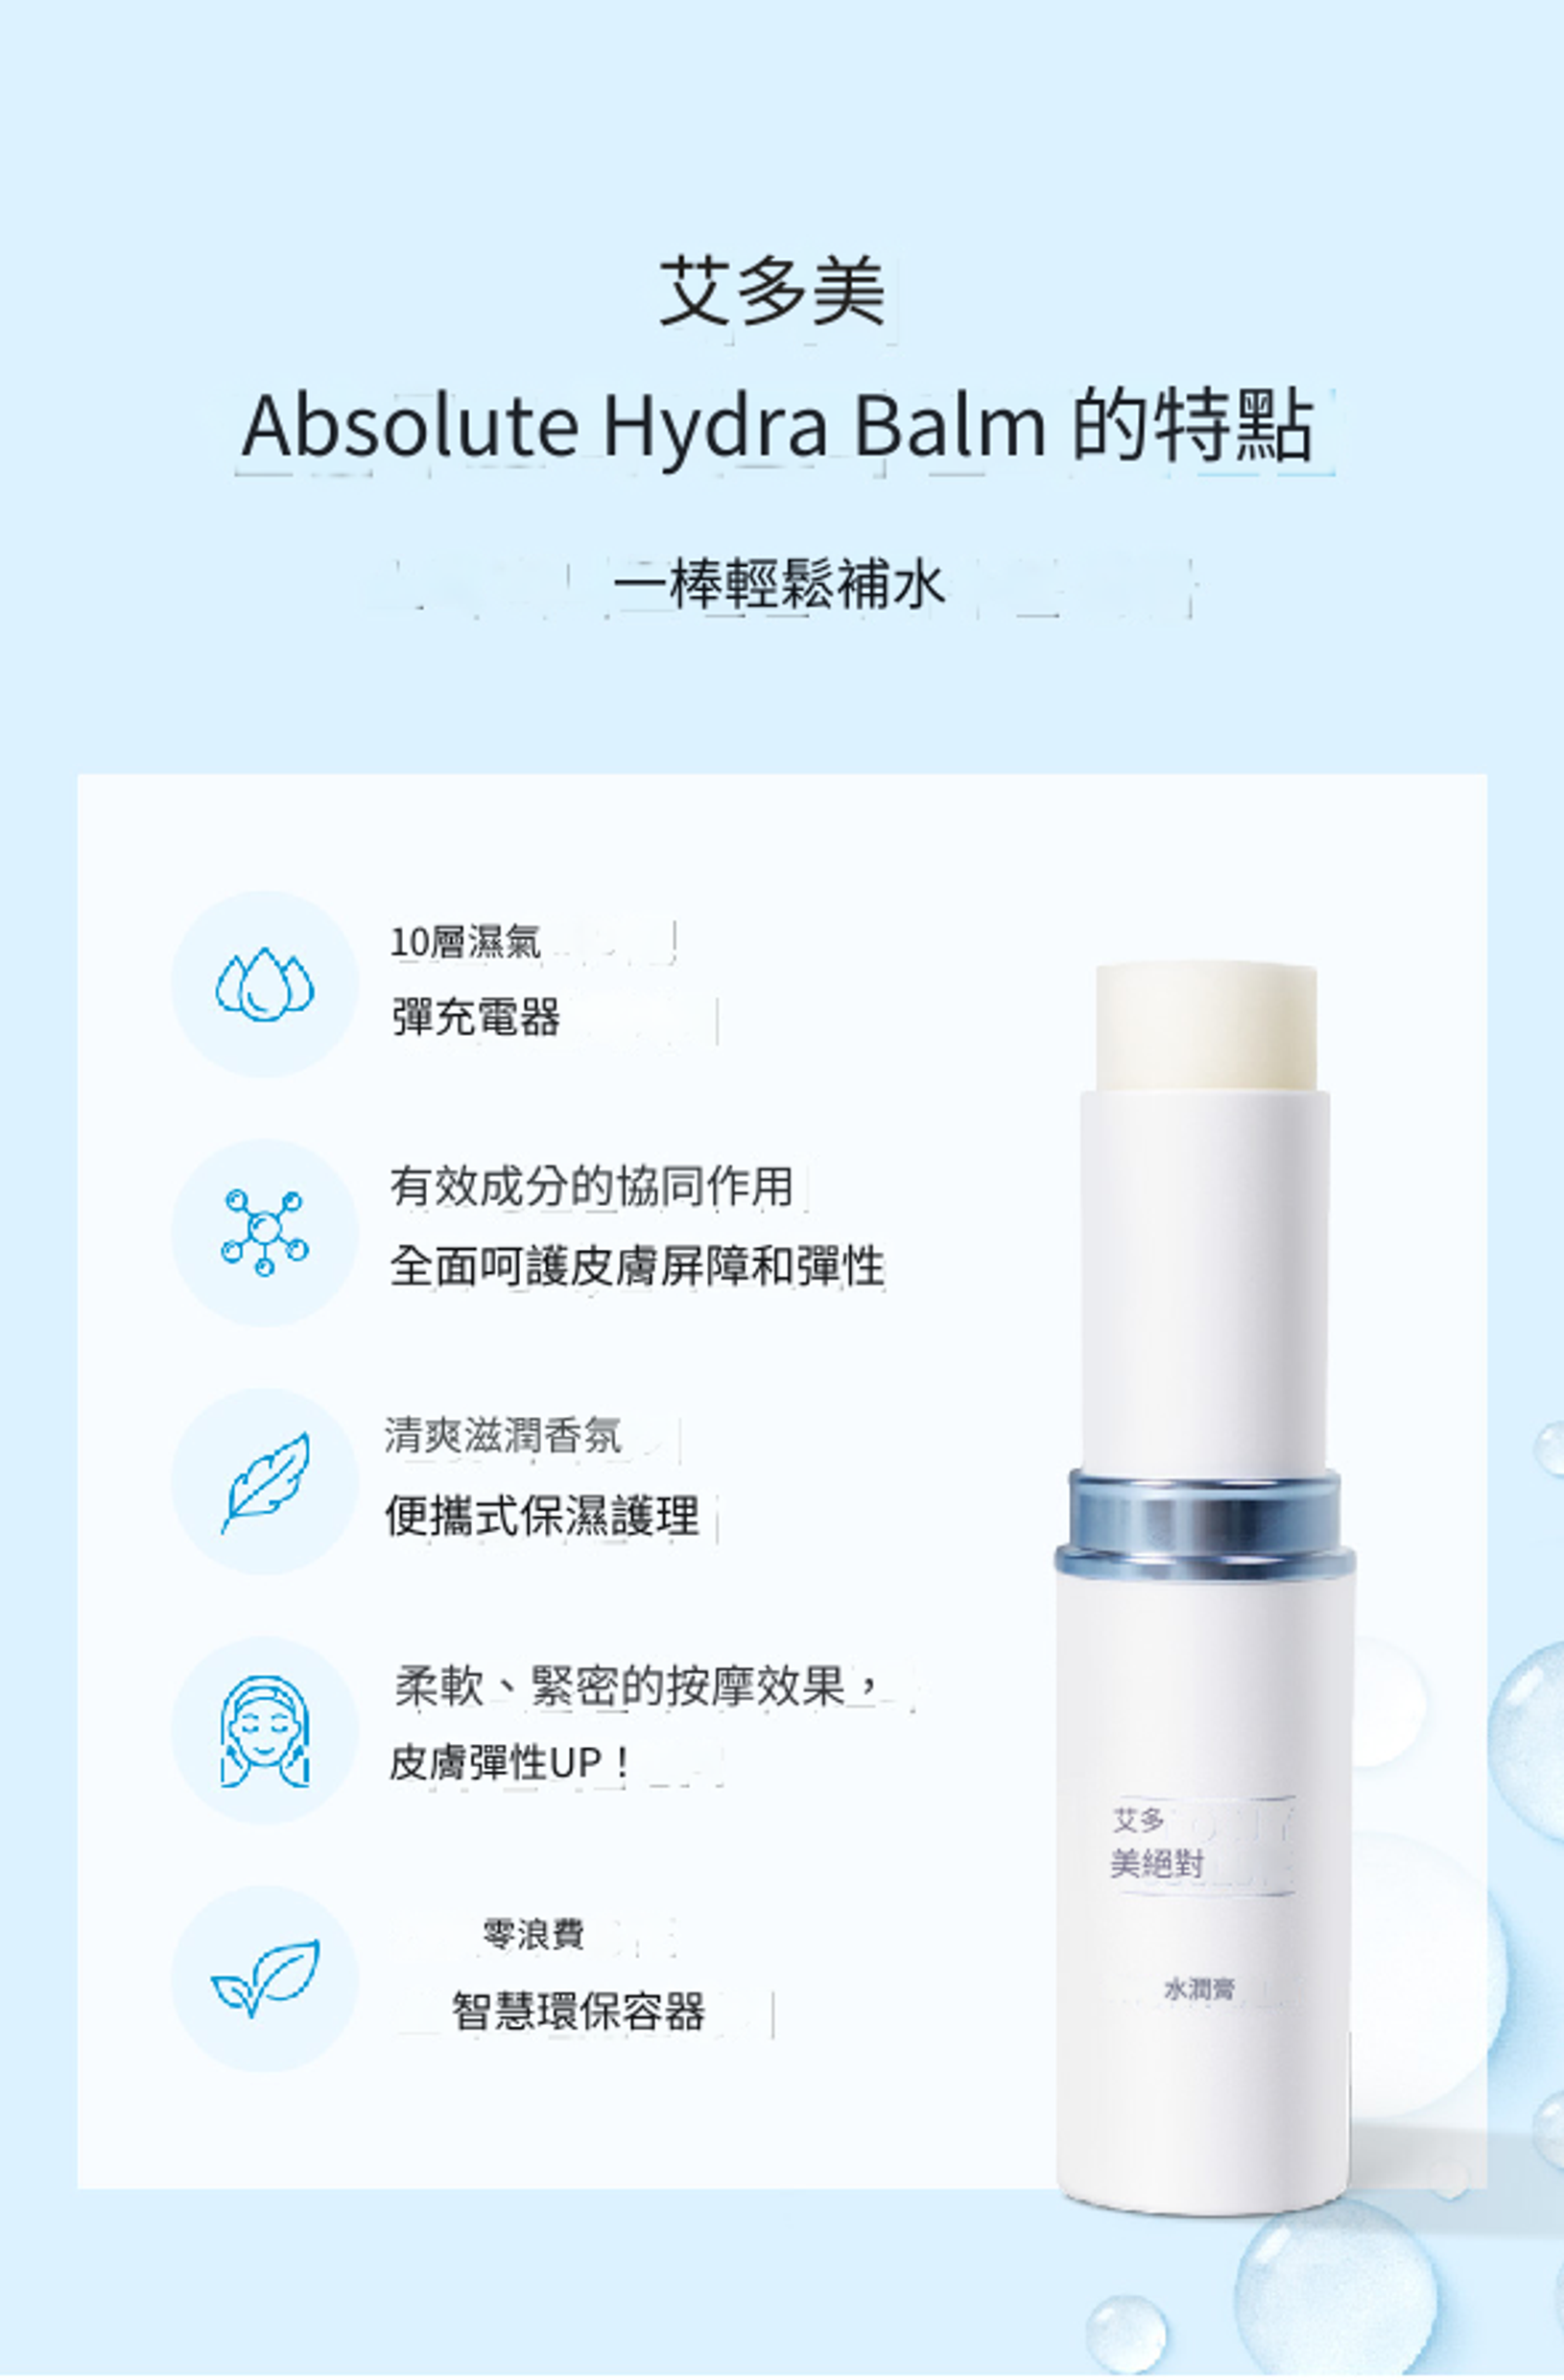 艾多美
Absolute Hydra Balm 的特點
一棒輕鬆補水
10層濕氣
彈充電器
有效成分的協同作用
全面呵護皮膚屏障和彈性
清爽滋潤香氛
便攜式保濕護理
柔軟、緊密的按摩效果，
皮膚彈性UP！
零浪費
智慧環保容器
艾多
美絕對
水潤膏